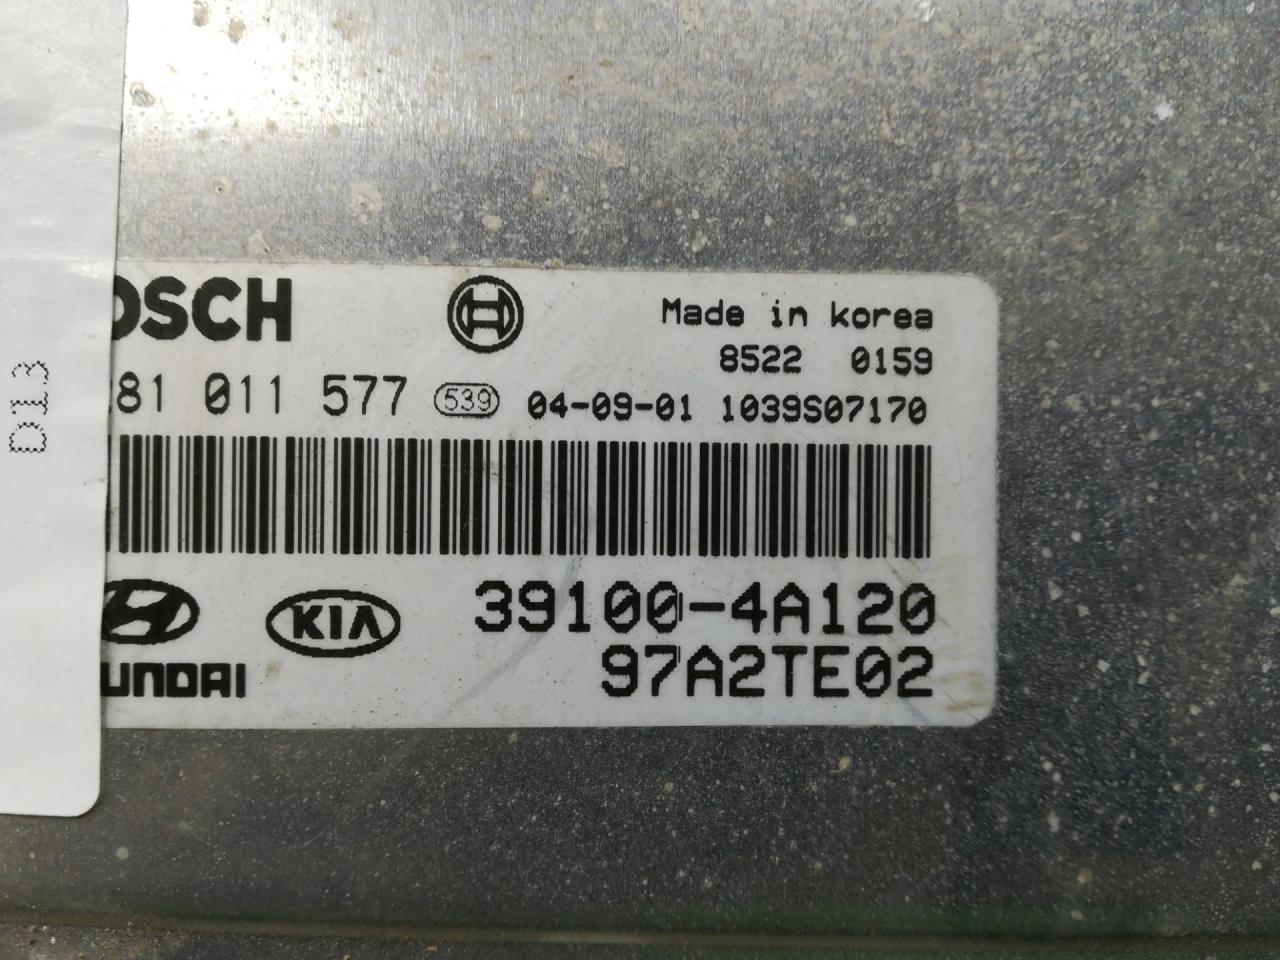 OSCH
Made in korea
8522 0159
281 011 577 539 04-09-01 1039S07170
KIA 39100-4A120
UNDAI 97A2TE02
D13